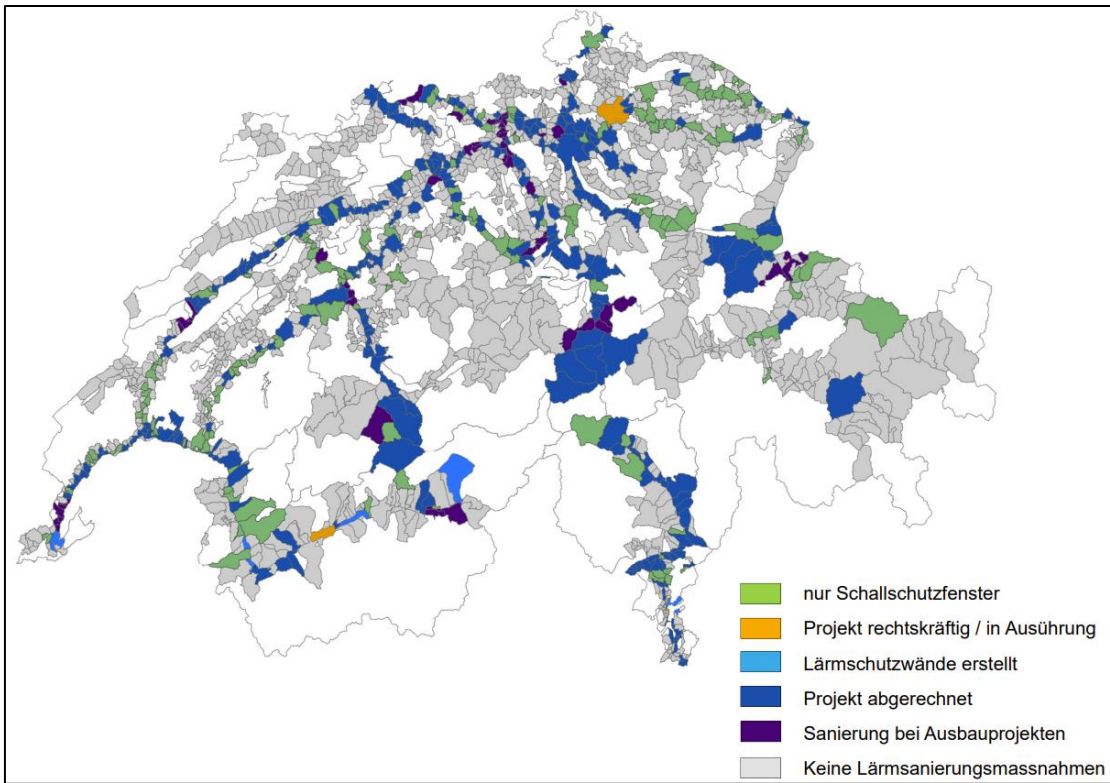 nur Schallschutzfenster
Projekt rechtskräftig / in Ausührung
Lärmschutzwände erstellt
Projekt abgerechnet
Sanierung bei Ausbauprojekten
Keine Lärmsanierungsmassnahmen